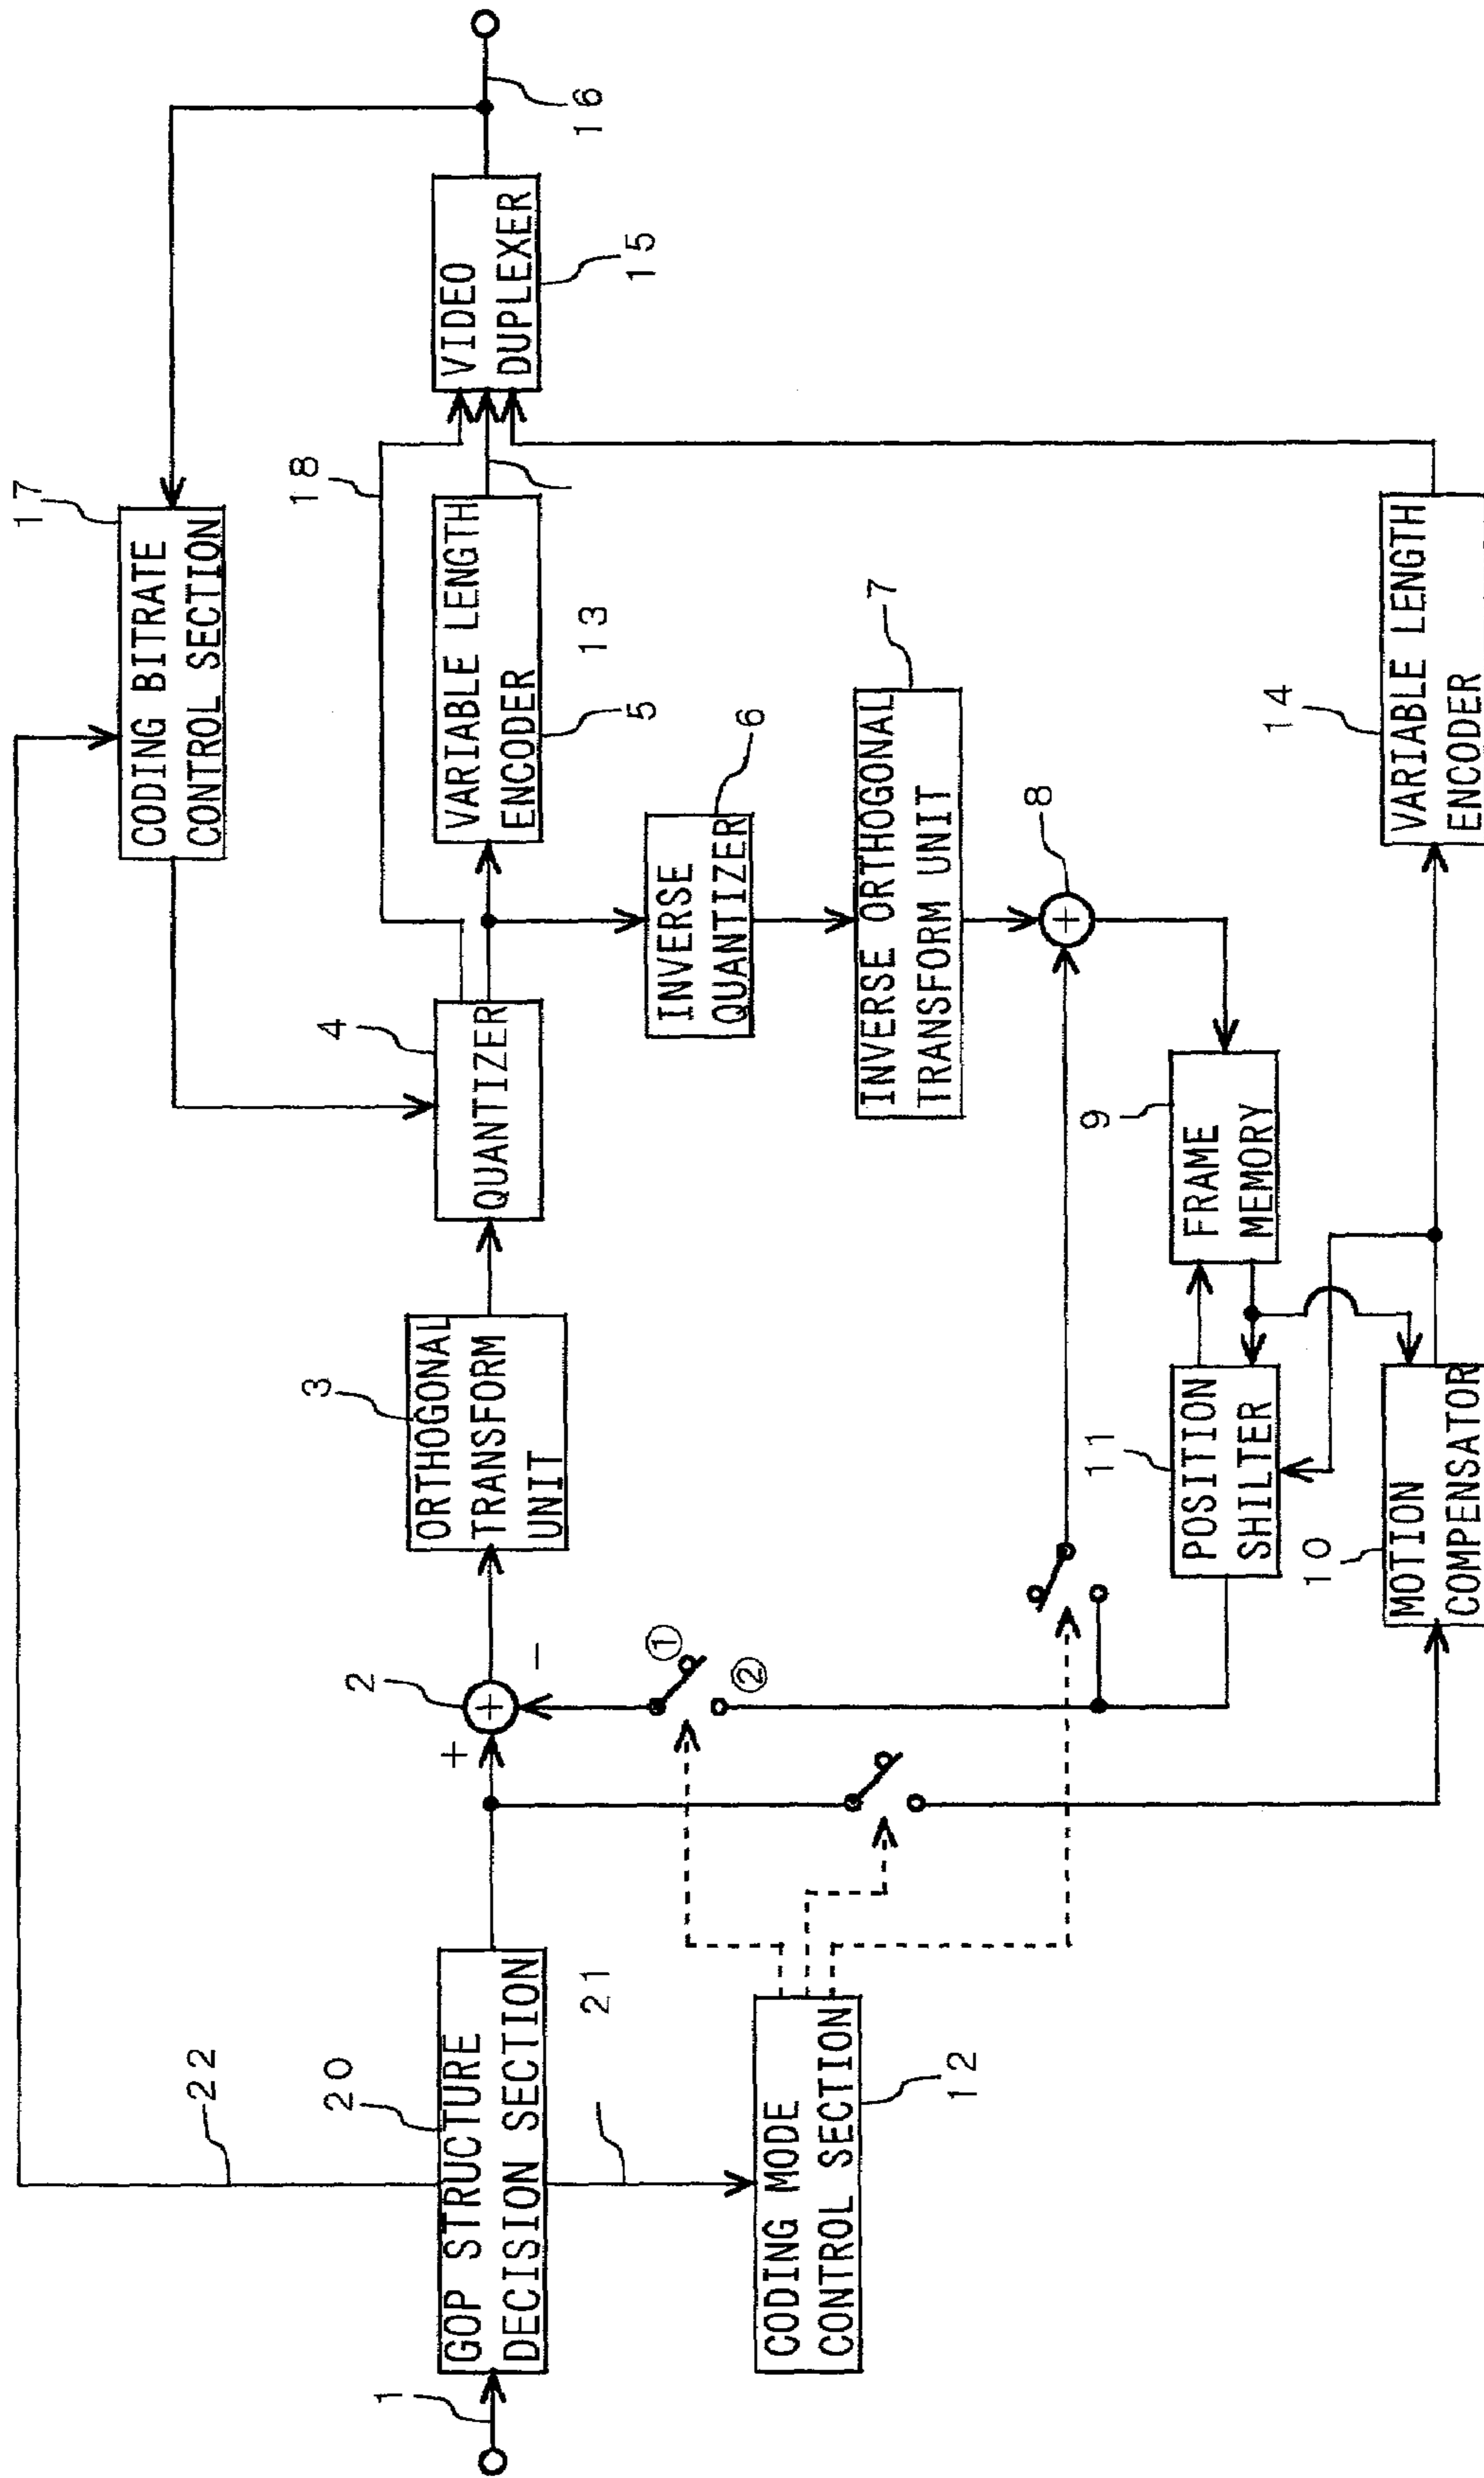 1
GOP STRUCTURE
DECISION SECTION
20
22
21
CODING MODE
CONTROL SECTION
12
2
+
+
−
①
②
ORTHOGONAL
TRANSFORM
UNIT
3
QUANTIZER
4
CODING BITRATE
CONTROL SECTION
17
18
VARIABLE LENGTH
ENCODER
5
13
VIDEO
DUPLEXER
15
16
INVERSE
QUANTIZER
6
INVERSE ORTHOGONAL
TRANSFORM UNIT
7
+
8
FRAME
MEMORY
9
POSITION
SHILTER
11
MOTION
COMPENSATOR
10
VARIABLE LENGTH
ENCODER
14